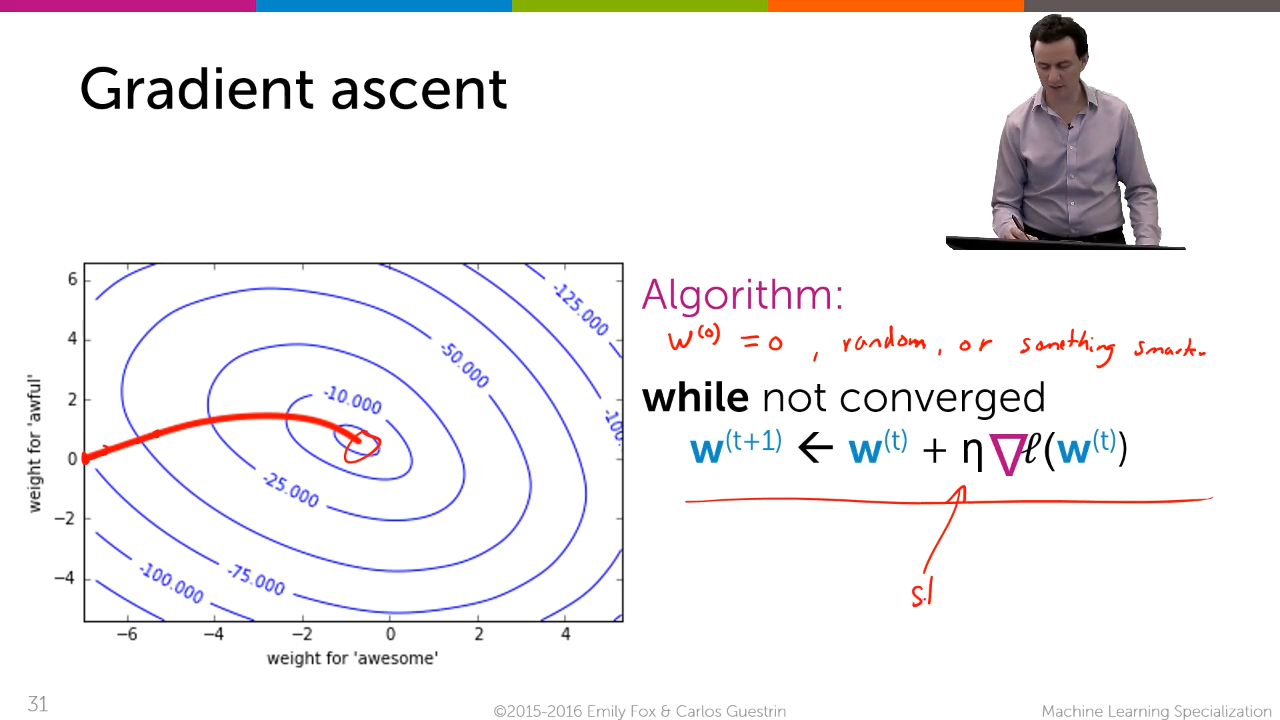 Gradient ascent
Algorithm:
w(0) = 0 , random, or something smart.
while not converged
w(t+1) ← w(t) + η∇ℓ(w(t))
6
4
2
0
−2
−4
−6
−4
−2
0
2
4
weight for 'awful'
weight for 'awesome'
-125.000
-50.000
-10.000
-100.
-25.000
-75.000
-100.000
31
©2015-2016 Emily Fox & Carlos Guestrin
Machine Learning Specialization